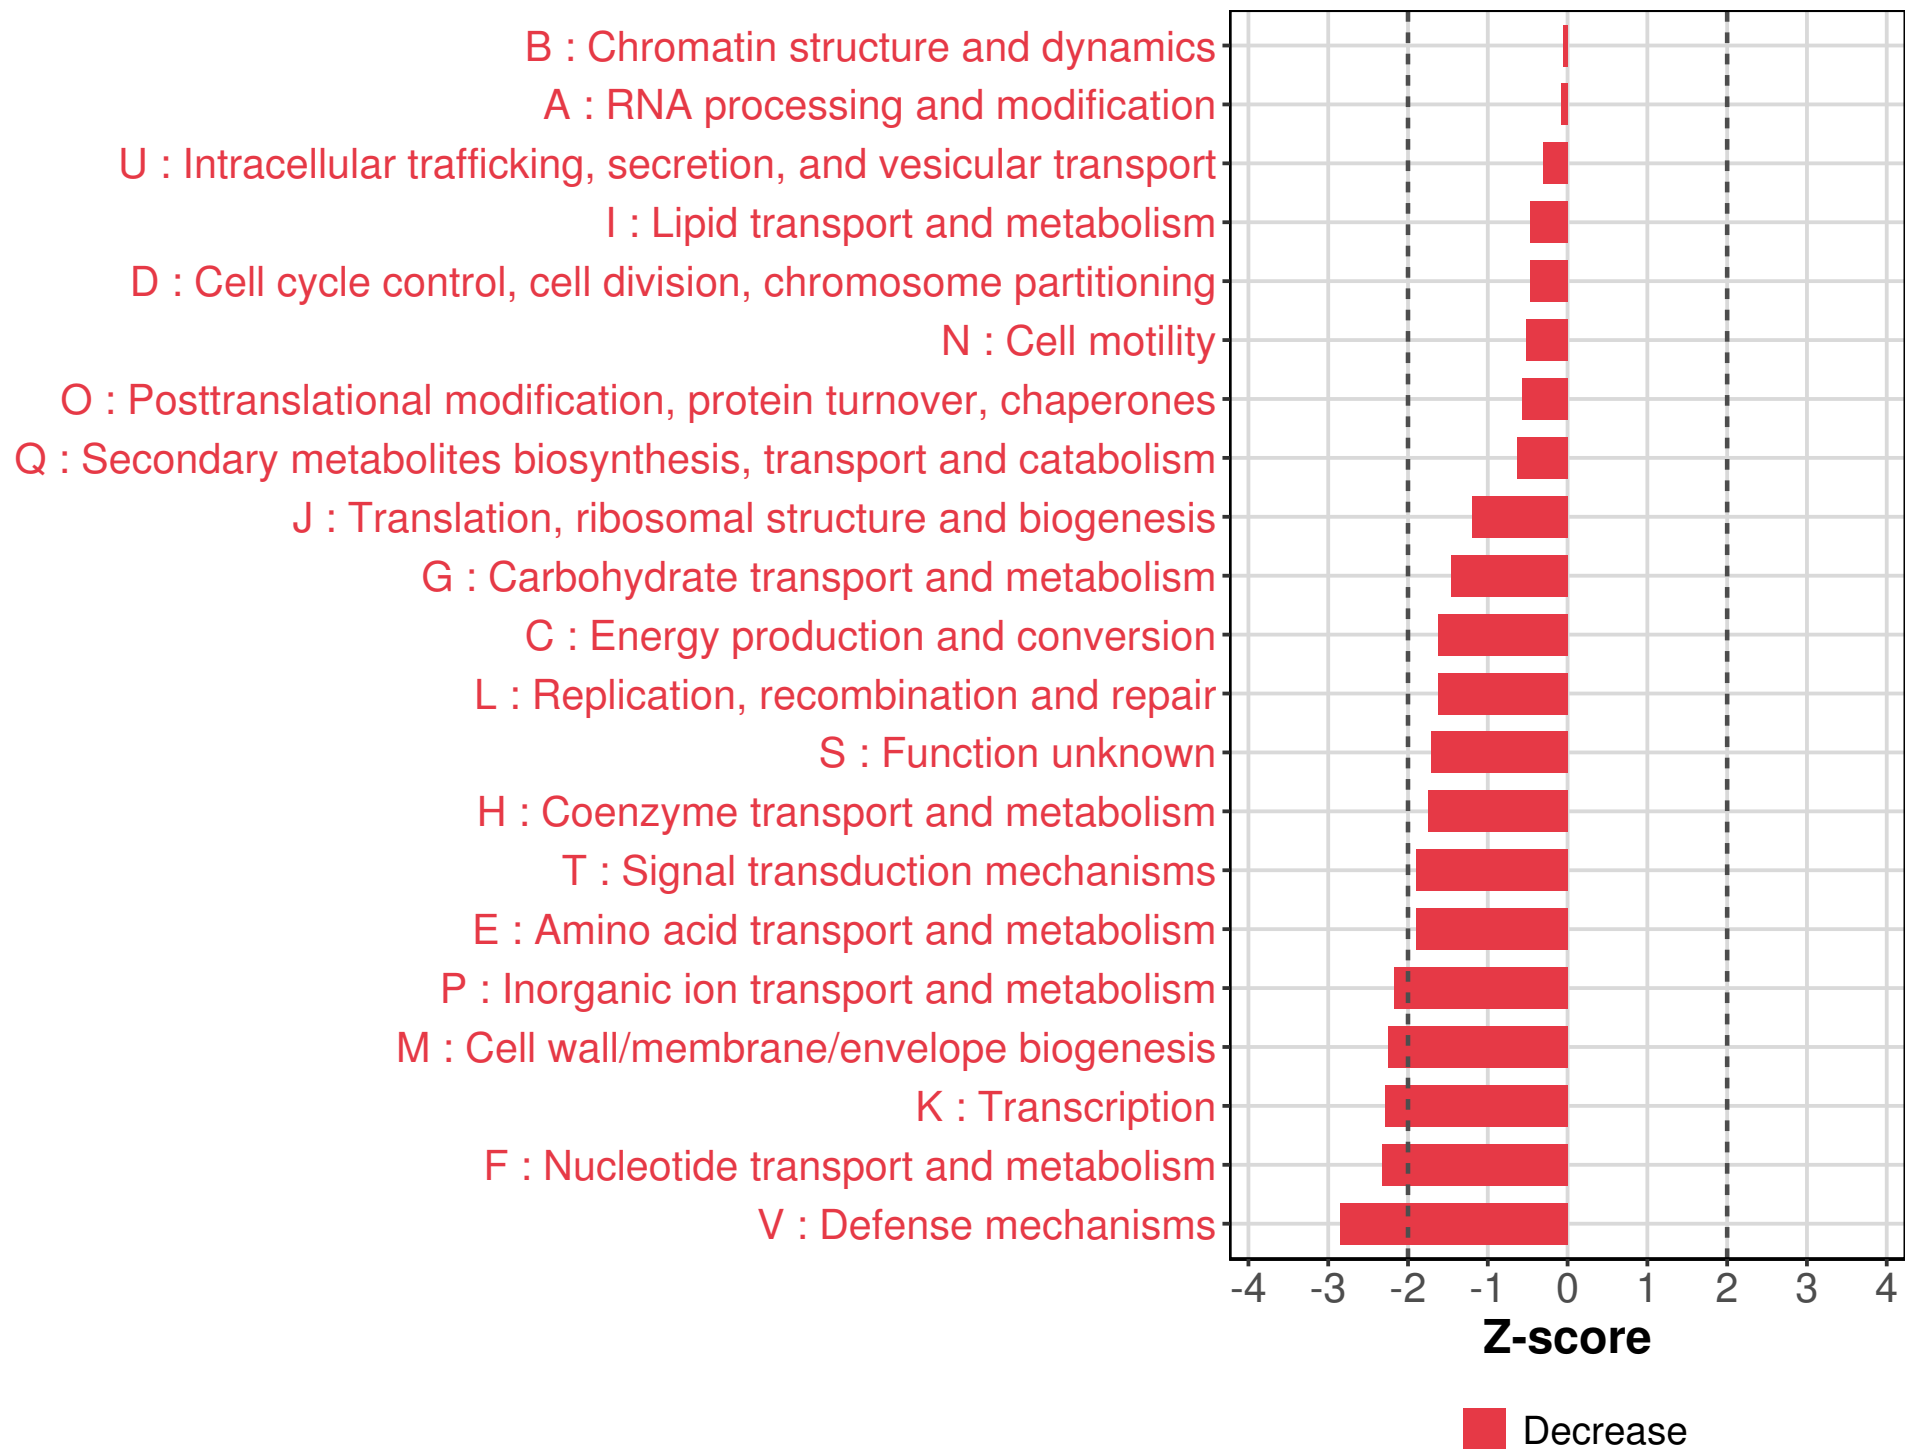 B : Chromatin structure and dynamics
A : RNA processing and modification
U : Intracellular trafficking, secretion, and vesicular transport
I : Lipid transport and metabolism
D : Cell cycle control, cell division, chromosome partitioning
N : Cell motility
O : Posttranslational modification, protein turnover, chaperones
Q : Secondary metabolites biosynthesis, transport and catabolism
J : Translation, ribosomal structure and biogenesis
G : Carbohydrate transport and metabolism
C : Energy production and conversion
L : Replication, recombination and repair
S : Function unknown
H : Coenzyme transport and metabolism
T : Signal transduction mechanisms
E : Amino acid transport and metabolism
P : Inorganic ion transport and metabolism
M : Cell wall/membrane/envelope biogenesis
K : Transcription
F : Nucleotide transport and metabolism
V : Defense mechanisms
-4 -3 -2 -1 0 1 2 3 4
Z-score
Decrease